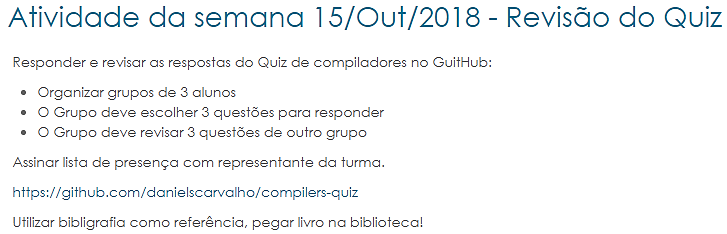 Atividade da semana 15/Out/2018 - Revisão do Quiz
Responder e revisar as respostas do Quiz de compiladores no GuitHub:
Organizar grupos de 3 alunos
O Grupo deve escolher 3 questões para responder
O Grupo deve revisar 3 questões de outro grupo
Assinar lista de presença com representante da turma.
https://github.com/danielscarvalho/compilers-quiz
Utilizar bibligrafia como referência, pegar livro na biblioteca!